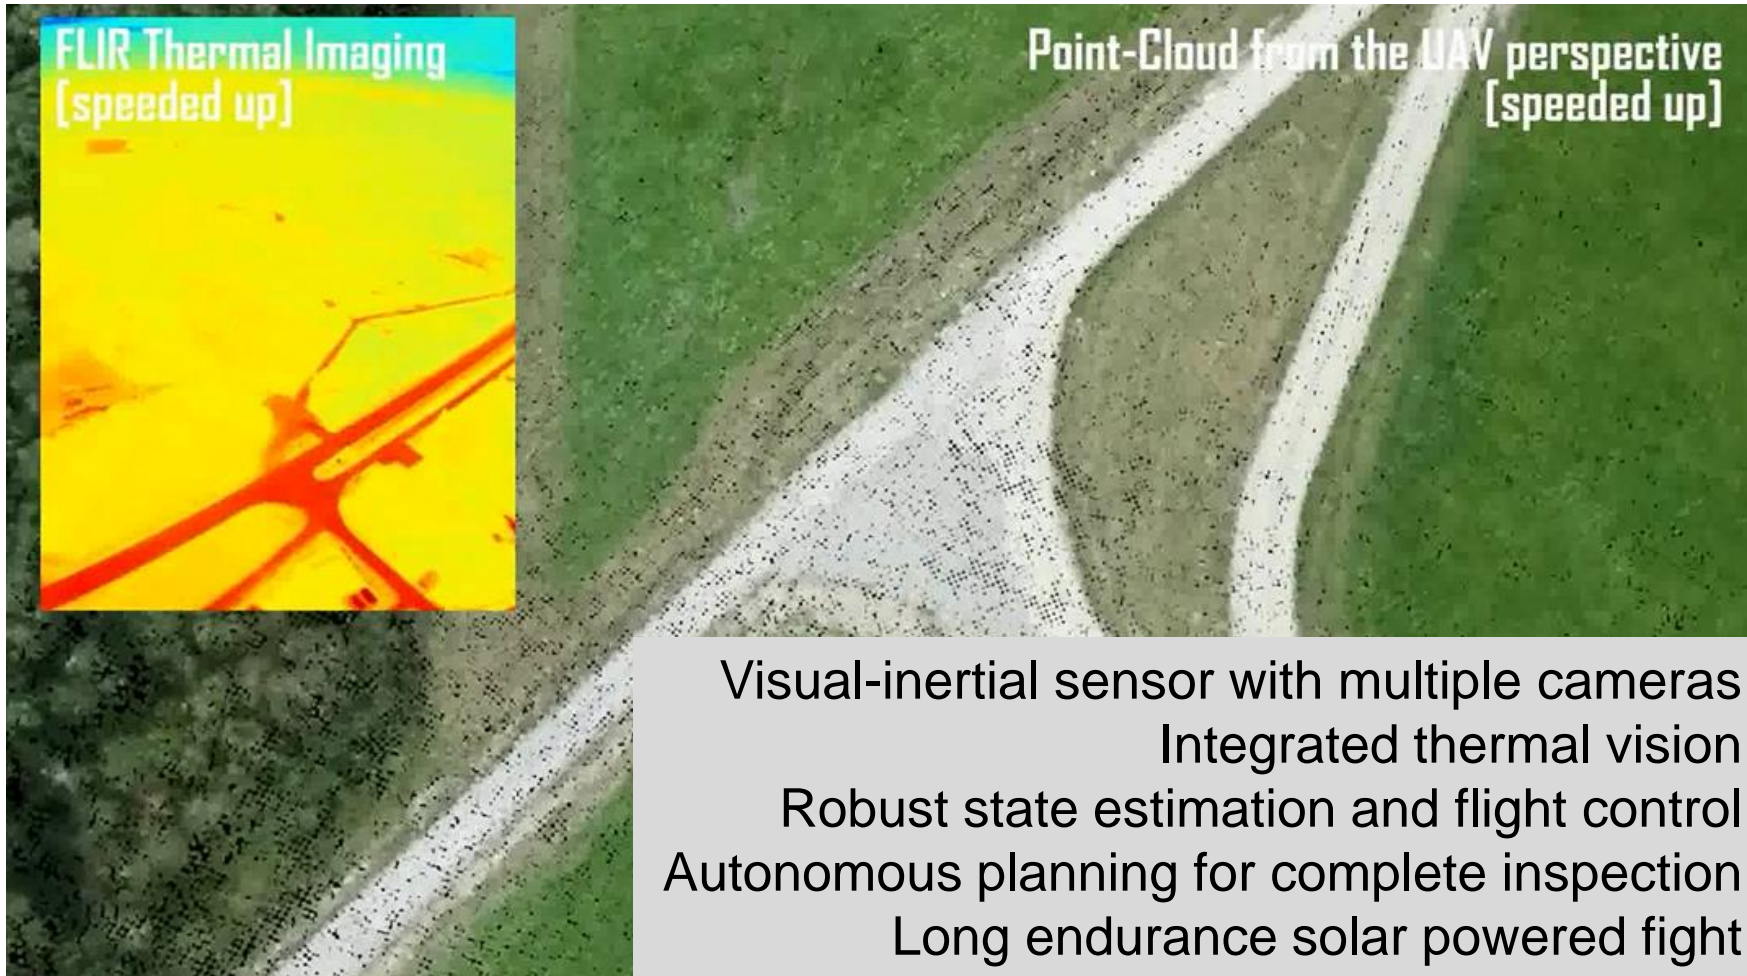 FLIR Thermal Imaging
[speeded up]
Point-Cloud from the UAV perspective
[speeded up]
Visual-inertial sensor with multiple cameras
Integrated thermal vision
Robust state estimation and flight control
Autonomous planning for complete inspection
Long endurance solar powered fight